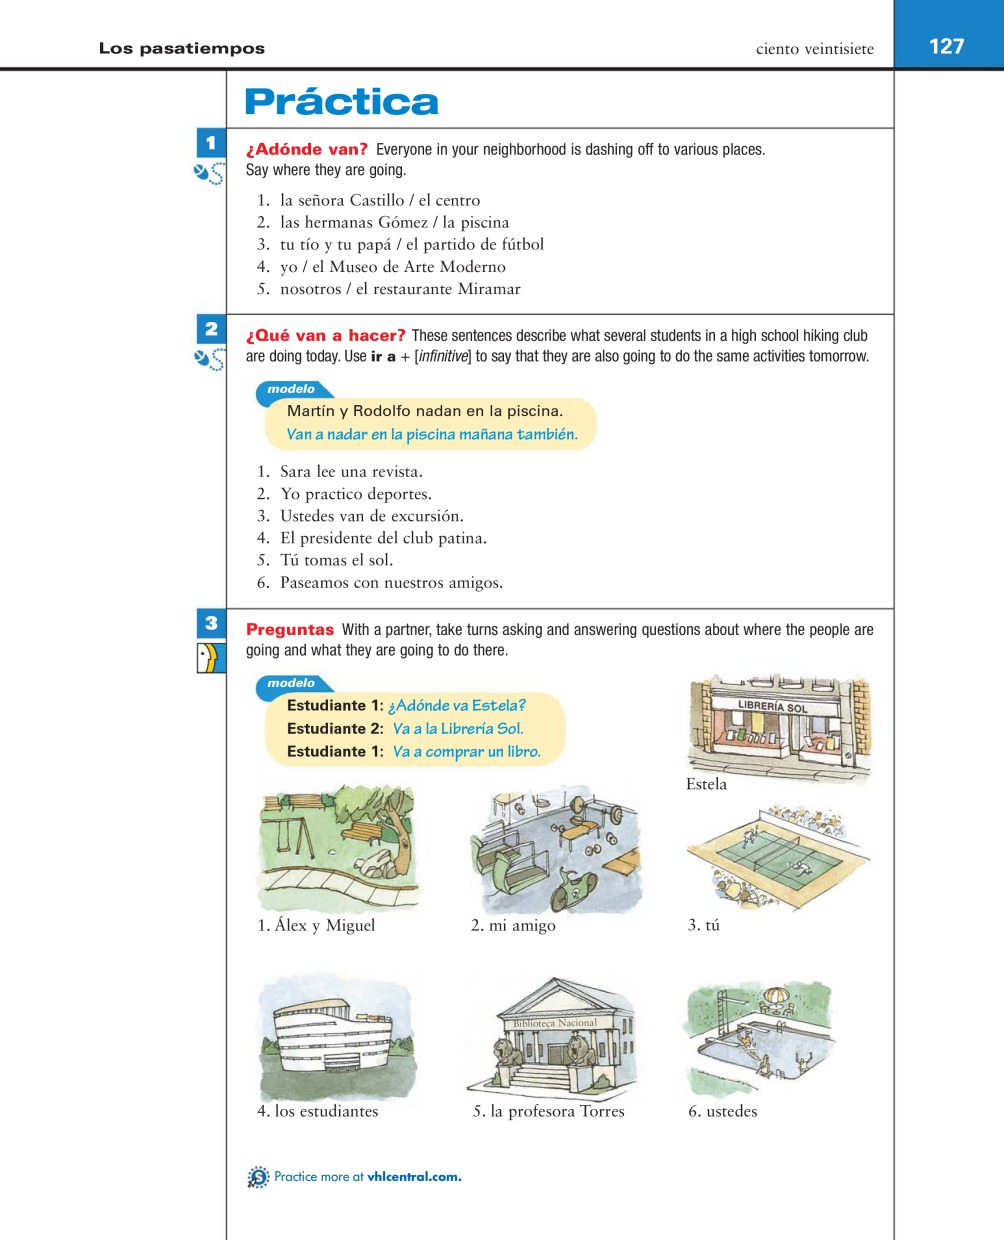 Los pasatiempos
ciento veintisiete
127
Práctica
1
¿Adónde van? Everyone in your neighborhood is dashing off to various places.
Say where they are going.
1. la señora Castillo / el centro
2. las hermanas Gómez / la piscina
3. tu tío y tu papá / el partido de fútbol
4. yo / el Museo de Arte Moderno
5. nosotros / el restaurante Miramar
2
¿Qué van a hacer? These sentences describe what several students in a high school hiking club
are doing today. Use ir a + [infinitive] to say that they are also going to do the same activities tomorrow.
modelo
Martín y Rodolfo nadan en la piscina.
Van a nadar en la piscina mañana también.
1. Sara lee una revista.
2. Yo practico deportes.
3. Ustedes van de excursión.
4. El presidente del club patina.
5. Tú tomas el sol.
6. Paseamos con nuestros amigos.
3
Preguntas With a partner, take turns asking and answering questions about where the people are
going and what they are going to do there.
modelo
Estudiante 1: ¿Adónde va Estela?
Estudiante 2: Va a la Librería Sol.
Estudiante 1: Va a comprar un libro.
LIBRERÍA SOL
Estela
1. Álex y Miguel
2. mi amigo
3. tú
Biblioteca Nacional
4. los estudiantes
5. la profesora Torres
6. ustedes
S Practice more at vhlcentral.com.